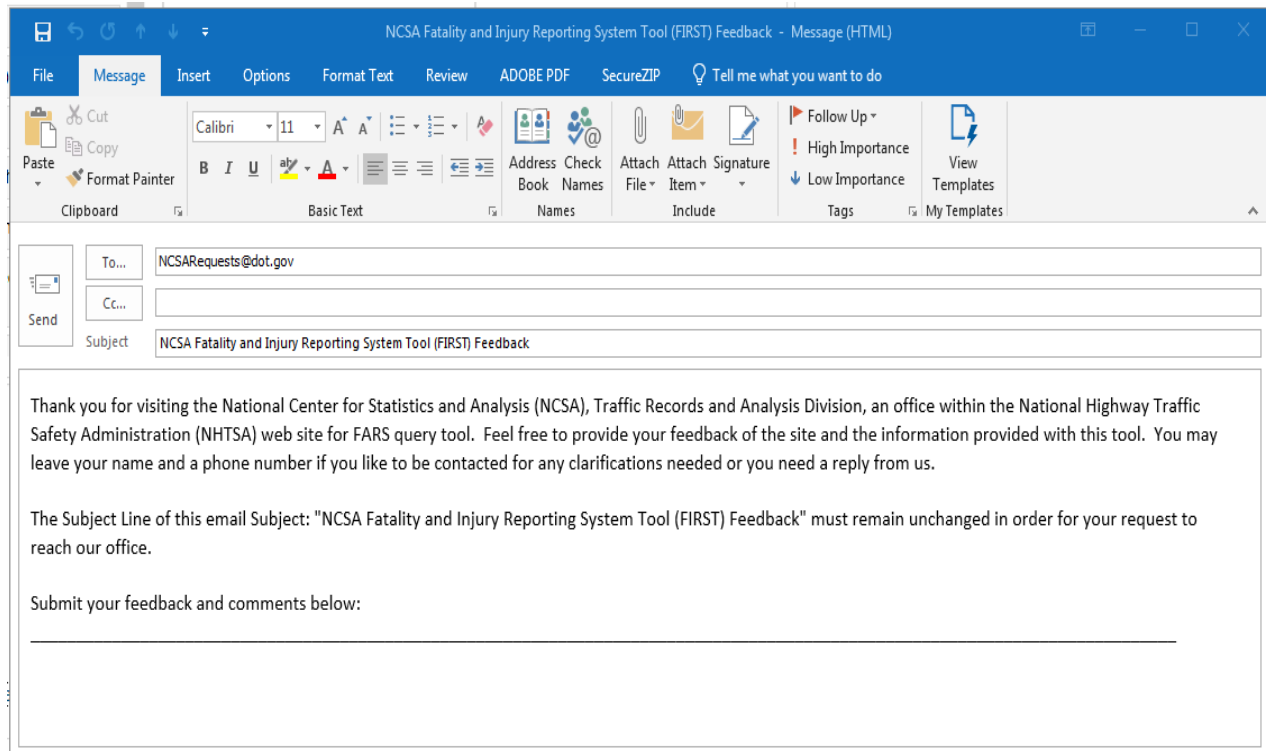 NCSA Fatality and Injury Reporting System Tool (FIRST) Feedback - Message (HTML)
File Message Insert Options Format Text Review ADOBE PDF SecureZIP Tell me what you want to do
Paste
Cut
Copy
Format Painter
Clipboard
Calibri 11
B I U
Basic Text
Address Book
Check Names
Names
Attach File
Attach Item
Signature
Include
Follow Up
High Importance
Low Importance
Tags
View Templates
My Templates
Send
To... NCSARequests@dot.gov
Cc...
Subject NCSA Fatality and Injury Reporting System Tool (FIRST) Feedback
Thank you for visiting the National Center for Statistics and Analysis (NCSA), Traffic Records and Analysis Division, an office within the National Highway Traffic
Safety Administration (NHTSA) web site for FARS query tool.  Feel free to provide your feedback of the site and the information provided with this tool.  You may
leave your name and a phone number if you like to be contacted for any clarifications needed or you need a reply from us.
The Subject Line of this email Subject: "NCSA Fatality and Injury Reporting System Tool (FIRST) Feedback" must remain unchanged in order for your request to
reach our office.
Submit your feedback and comments below: